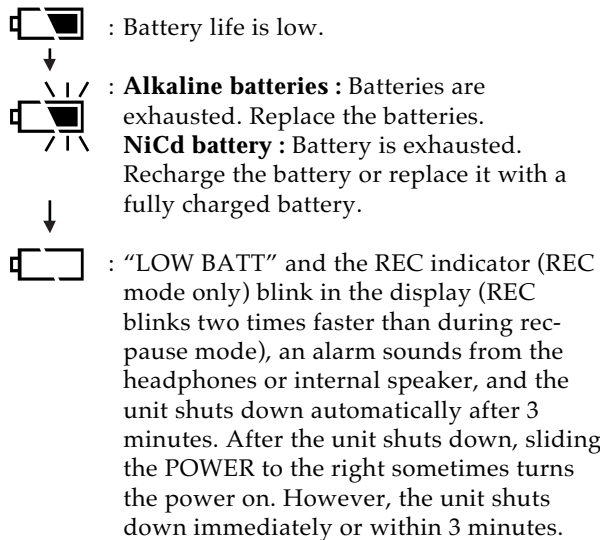 : Battery life is low.
: Alkaline batteries : Batteries are
exhausted. Replace the batteries.
NiCd battery : Battery is exhausted.
Recharge the battery or replace it with a
fully charged battery.
: “LOW BATT” and the REC indicator (REC
mode only) blink in the display (REC
blinks two times faster than during rec-
pause mode), an alarm sounds from the
headphones or internal speaker, and the
unit shuts down automatically after 3
minutes. After the unit shuts down, sliding
the POWER to the right sometimes turns
the power on. However, the unit shuts
down immediately or within 3 minutes.